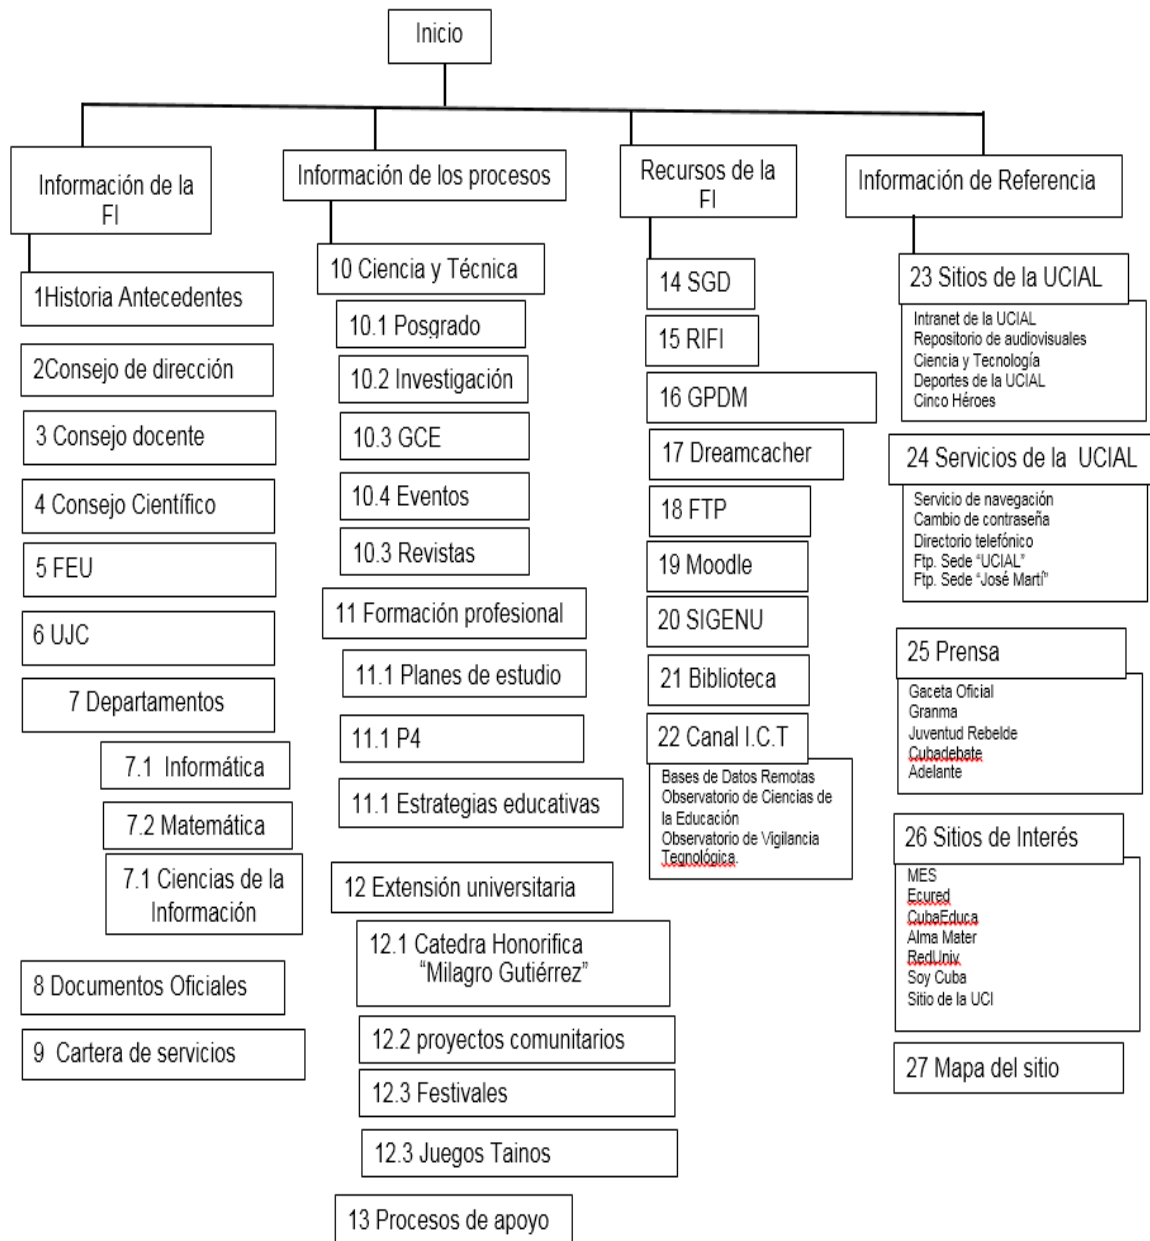 Inicio
Información de la
FI
1Historia Antecedentes
2Consejo de dirección
3 Consejo docente
4 Consejo Científico
5 FEU
6 UJC
7 Departamentos
7.1 Informática
7.2 Matemática
7.1 Ciencias de la
Información
8 Documentos Oficiales
9 Cartera de servicios
Información de los procesos
10 Ciencia y Técnica
10.1 Posgrado
10.2 Investigación
10.3 GCE
10.4 Eventos
10.3 Revistas
11 Formación profesional
11.1 Planes de estudio
11.1 P4
11.1 Estrategias educativas
12 Extensión universitaria
12.1 Catedra Honorifica
“Milagro Gutiérrez”
12.2 proyectos comunitarios
12.3 Festivales
12.3 Juegos Tainos
13 Procesos de apoyo
Recursos de la
FI
14 SGD
15 RIFI
16 GPDM
17 Dreamcacher
18 FTP
19 Moodle
20 SIGENU
21 Biblioteca
22 Canal I.C.T
Bases de Datos Remotas
Observatorio de Ciencias de
la Educación
Observatorio de Vigilancia
Tegnológica.
Información de Referencia
23 Sitios de la UCIAL
Intranet de la UCIAL
Repositorio de audiovisuales
Ciencia y Tecnología
Deportes de la UCIAL
Cinco Héroes
24 Servicios de la UCIAL
Servicio de navegación
Cambio de contraseña
Directorio telefónico
Ftp. Sede “UCIAL”
Ftp. Sede “José Martí”
25 Prensa
Gaceta Oficial
Granma
Juventud Rebelde
Cubadebate
Adelante
26 Sitios de Interés
MES
Ecured
CubaEduca
Alma Mater
RedUniv
Soy Cuba
Sitio de la UCI
27 Mapa del sitio